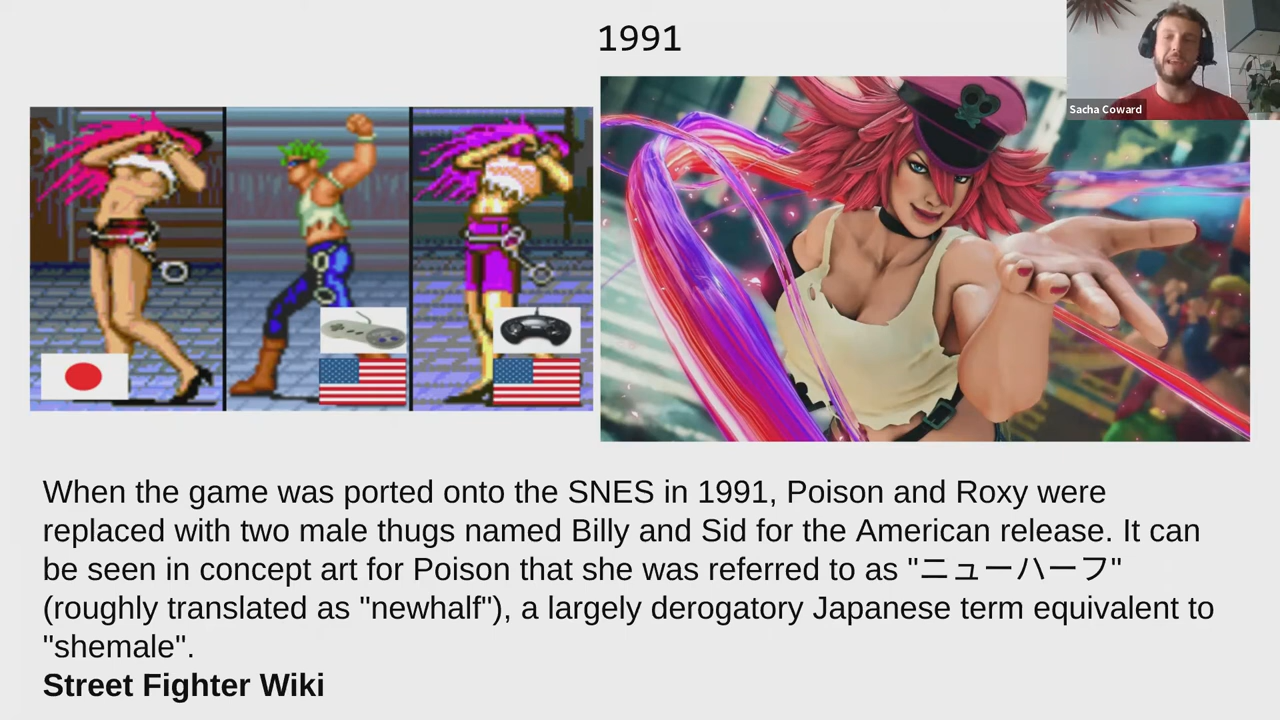 1991
Sacha Coward
When the game was ported onto the SNES in 1991, Poison and Roxy were
replaced with two male thugs named Billy and Sid for the American release. It can
be seen in concept art for Poison that she was referred to as "ニューハーフ"
(roughly translated as "newhalf"), a largely derogatory Japanese term equivalent to
"shemale".
Street Fighter Wiki